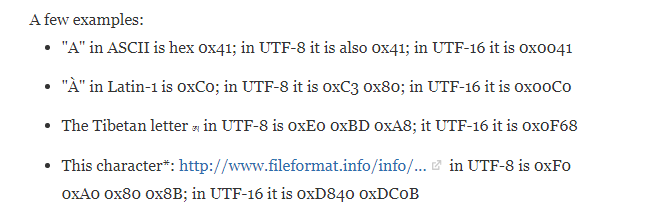 A few examples:
• "A" in ASCII is hex 0x41; in UTF-8 it is also 0x41; in UTF-16 it is 0x0041
• "À" in Latin-1 is 0xC0; in UTF-8 it is 0xC3 0x80; in UTF-16 it is 0x00C0
• The Tibetan letter ཨ in UTF-8 is 0xE0 0xBD 0xA8; it UTF-16 it is 0x0F68
• This character*: http://www.fileformat.info/info/... in UTF-8 is 0xF0
0xA0 0x80 0x8B; in UTF-16 it is 0xD840 0xDC0B